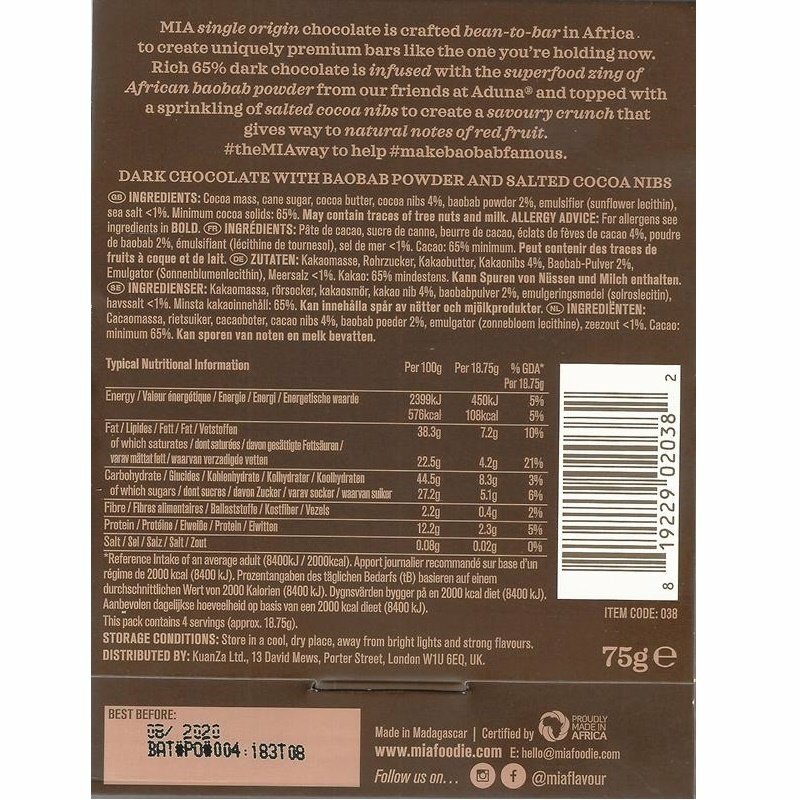 MIA single origin chocolate is crafted bean-to-bar in Africa.
to create uniquely premium bars like the one you're holding now.
Rich 65% dark chocolate is infused with the superfood zing of
African baobab powder from our friends at Aduna® and topped with
a sprinkling of salted cocoa nibs to create a savoury crunch that
gives way to natural notes of red fruit.
#theMIAway to help #makebaobabfamous.
DARK CHOCOLATE WITH BAOBAB POWDER AND SALTED COCOA NIBS
GB INGREDIENTS: Cocoa mass, cane sugar, cocoa butter, cocoa nibs 4%, baobab powder 2%, emulsifier (sunflower lecithin),
sea salt <1%. Minimum cocoa solids: 65%. May contain traces of tree nuts and milk. ALLERGY ADVICE: For allergens see
ingredients in BOLD. FR INGRÉDIENTS: Pâte de cacao, sucre de canne, beurre de cacao, éclats de fèves de cacao 4%, poudre
de baobab 2%, émulsifiant (lécithine de tournesol), sel de mer <1%. Cacao: 65% minimum. Peut contenir des traces de
fruits à coque et de lait. DE ZUTATEN: Kakaomasse, Rohrzucker, Kakaobutter, Kakaonibs 4%, Baobab-Pulver 2%,
Emulgator (Sonnenblumenlecithin), Meersalz <1%. Kakao: 65% mindestens. Kann Spuren von Nüssen und Milch enthalten.
SE INGREDIENSER: Kakaomassa, rörsocker, kakaosmör, kakao nib 4%, baobabpulver 2%, emulgeringsmedel (solroslecitin),
havssalt <1%. Minsta kakaoinnehåll: 65%. Kan innehålla spår av nötter och mjölkprodukter. NL INGREDIËNTEN:
Cacaomassa, rietsuiker, cacaoboter, cacao nibs 4%, baobab poeder 2%, emulgator (zonnebloem lecithine), zeezout <1%. Cacao:
minimum 65%. Kan sporen van noten en melk bevatten.
Typical Nutritional Information Per 100g Per 18.75g % GDA*
Per 18.75g
Energy / Valeur énergétique / Energie / Energi / Energetische waarde 2399kJ 450kJ 5%
576kcal 108kcal 5%
Fat / Lipides / Fett / Fat / Vetstoffen 38.3g 7.2g 10%
of which saturates / dont saturées / davon gesättigte Fettsäuren /
varav mättat fett / waarvan verzadigde vetten 22.5g 4.2g 21%
Carbohydrate / Glucides / Kohlenhydrate / Kolhydrater / Koolhydraten 44.5g 8.3g 3%
of which sugars / dont sucres / davon Zucker / varav socker / waarvan suiker 27.2g 5.1g 6%
Fibre / Fibres alimentaires / Ballaststoffe / Kostfiber / Vezels 2.2g 0.4g 2%
Protein / Protéine / Eiweiße / Protein / Eiwitten 12.2g 2.3g 5%
Salt / Sel / Salz / Salt / Zout 0.08g 0.02g 0%
*Reference Intake of an average adult (8400kJ / 2000kcal). Apport journalier recommandé sur base d'un
régime de 2000 kcal (8400 kJ). Prozentangaben des täglichen Bedarfs (tB) basieren auf einem
durchschnittlichen Wert von 2000 Kalorien (8400 kJ). Dygnsvärden bygger på en 2000 kcal diet (8400 kJ).
Aanbevolen dagelijkse hoeveelheid op basis van een 2000 kcal dieet (8400 kJ).
This pack contains 4 servings (approx. 18.75g).
STORAGE CONDITIONS: Store in a cool, dry place, away from bright lights and strong flavours.
DISTRIBUTED BY: KuanZa Ltd., 13 David Mews, Porter Street, London W1U 6EQ, UK.
8 19229 02038 2
ITEM CODE: 038
75g e
BEST BEFORE:
08/ 2020
BAT#PO#004:183T08
Made in Madagascar | Certified by
PROUDLY
MADE IN
AFRICA
www.miafoodie.com E: hello@miafoodie.com
Follow us on... @miaflavour